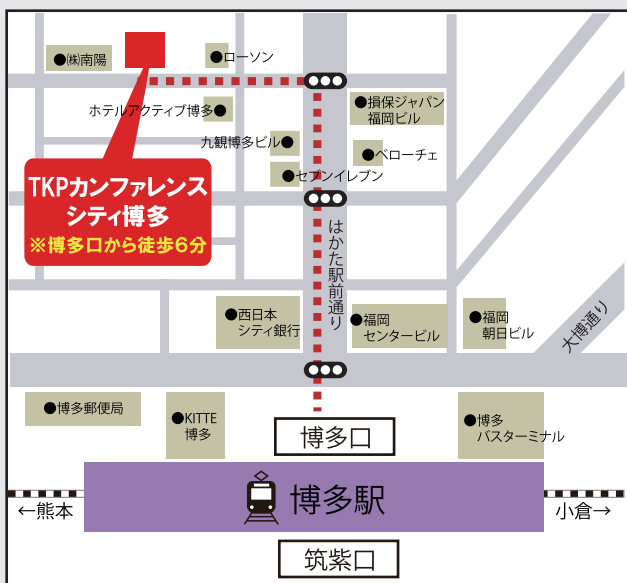 ●㈱南陽
●ローソン
ホテルアクティブ博多●
●損保ジャパン
福岡ビル
九観博多ビル●
●ベローチェ
●セブンイレブン
TKPカンファレンス
シティ博多
※博多口から徒歩6分
はかた駅前通り
●西日本
シティ銀行
●福岡
センタービル
●福岡
朝日ビル
大博通り
●博多郵便局
●KITTE
博多
博多口
●博多
バスターミナル
博多駅
←熊本
小倉→
筑紫口